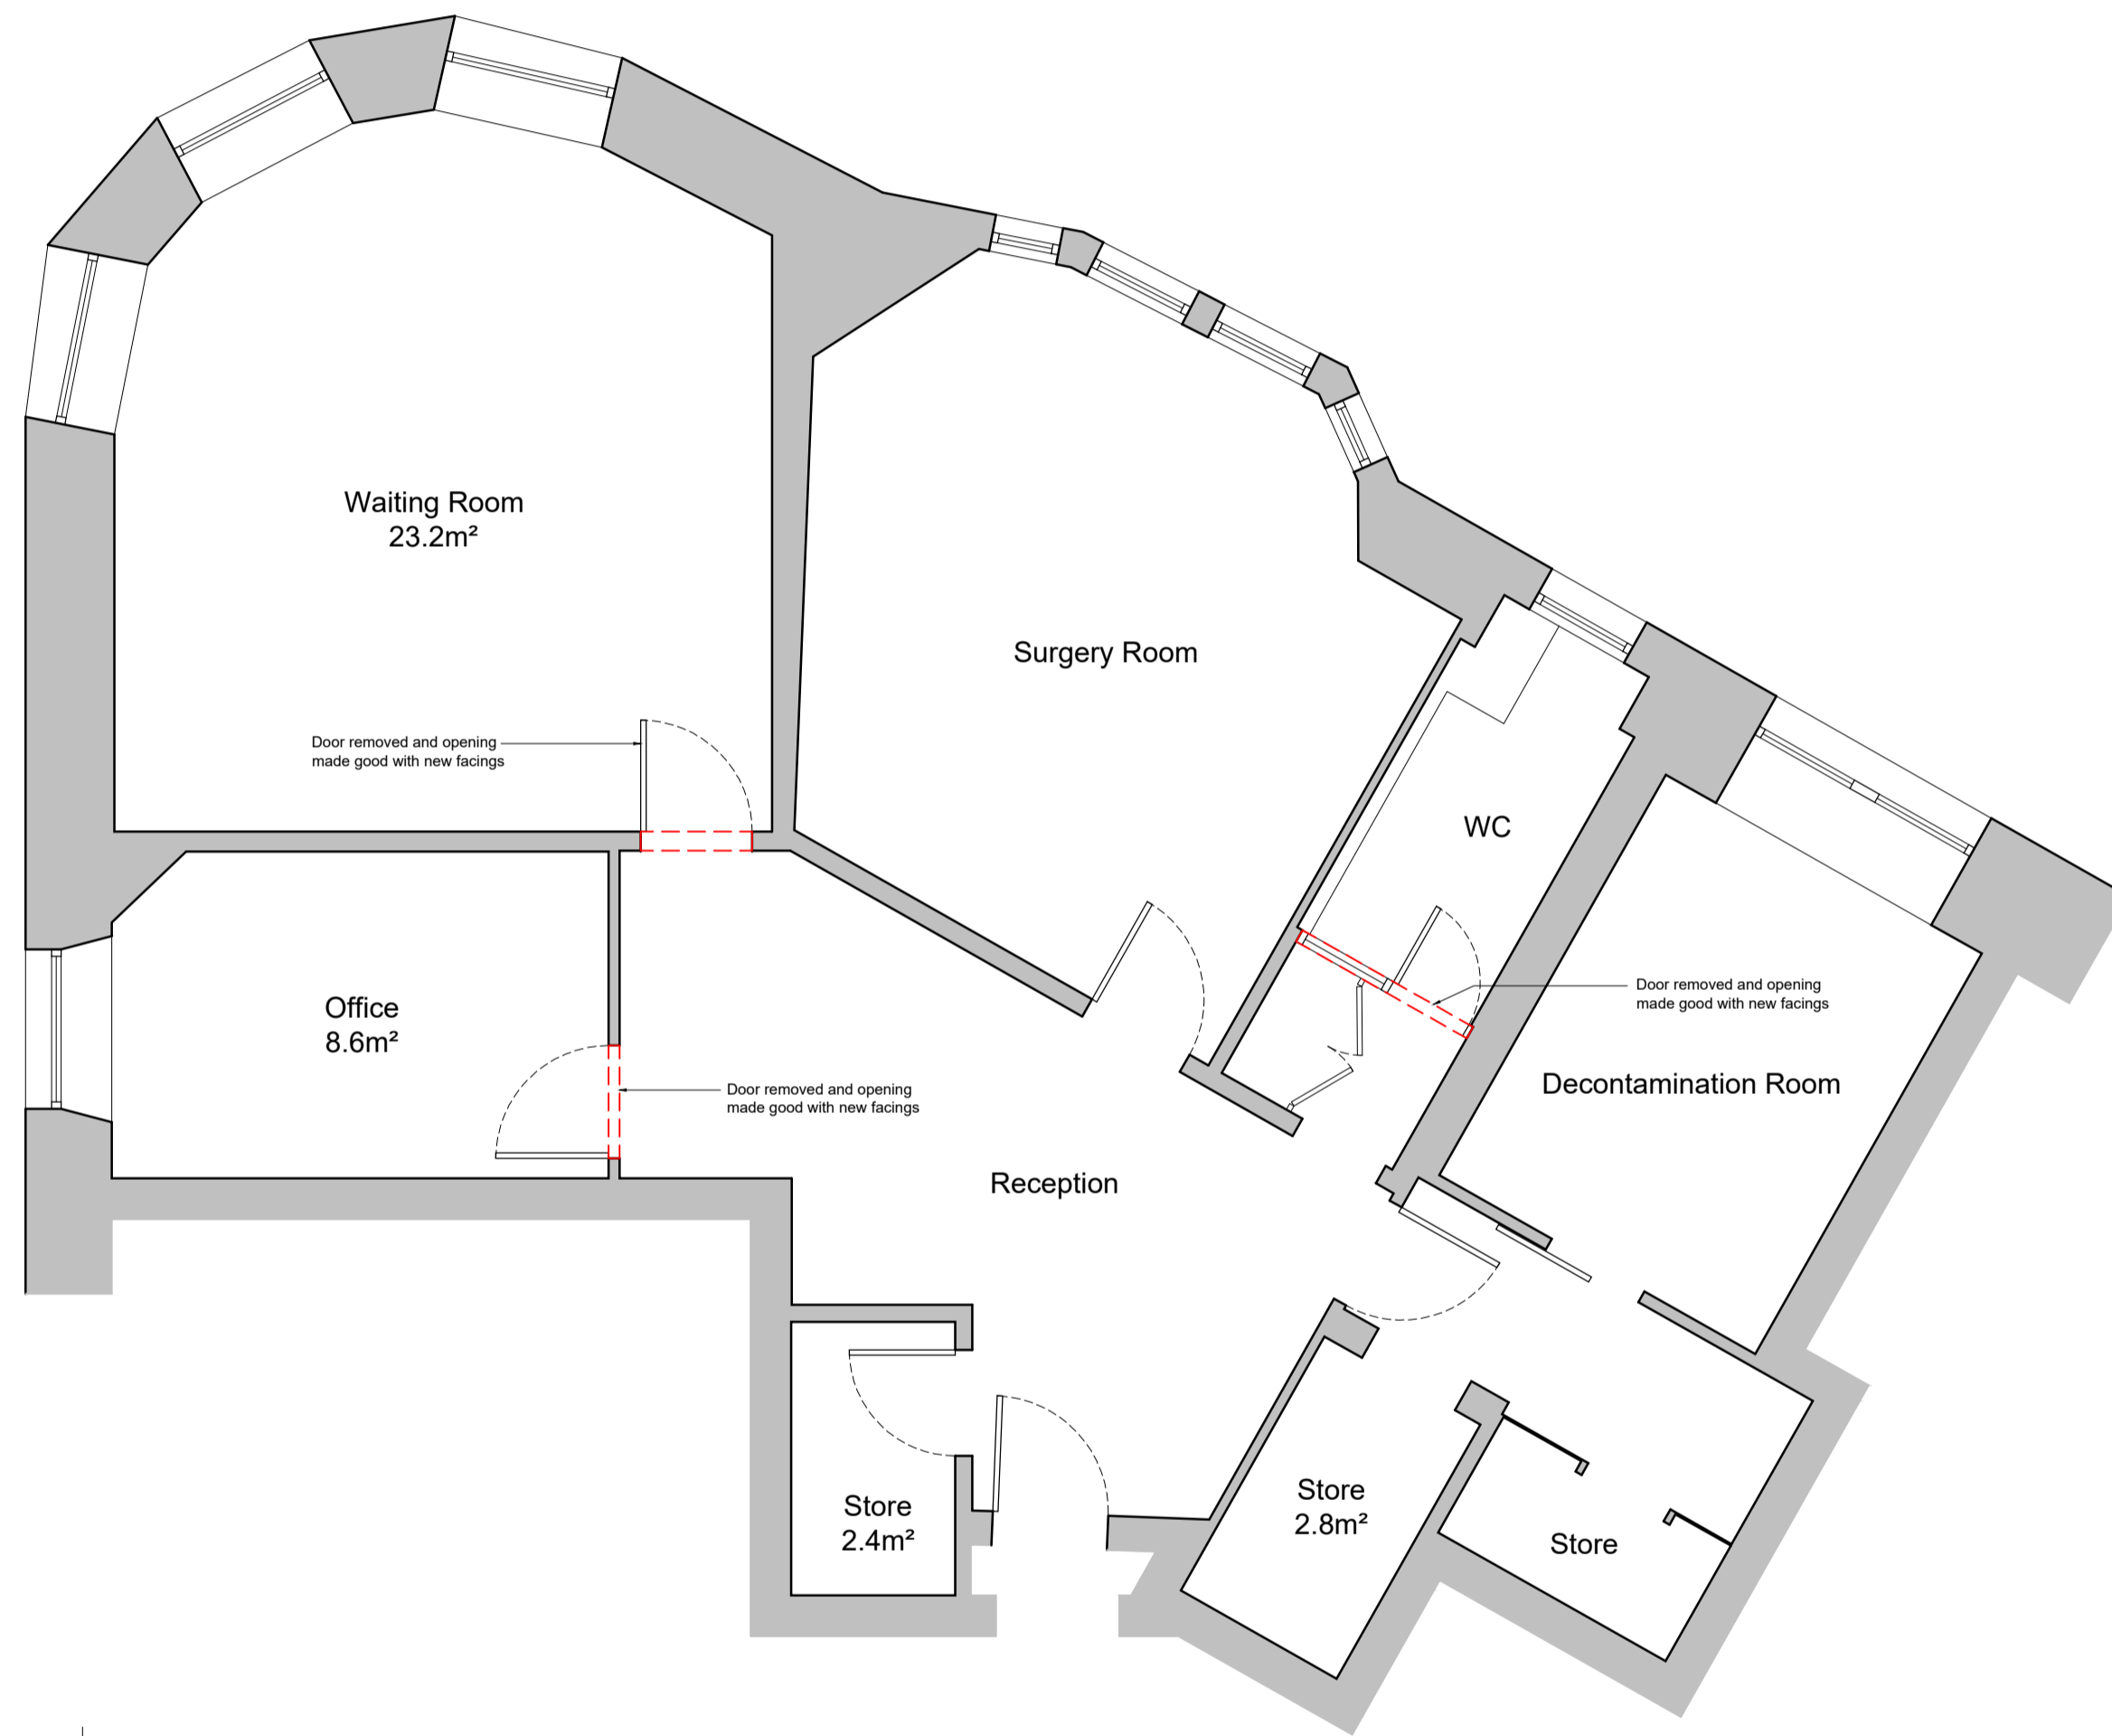 Waiting Room
23.2m²
Surgery Room
Door removed and opening
made good with new facings
WC
Office
8.6m²
Door removed and opening
made good with new facings
Decontamination Room
Door removed and opening
made good with new facings
Reception
Store
2.4m²
Store
2.8m²
Store